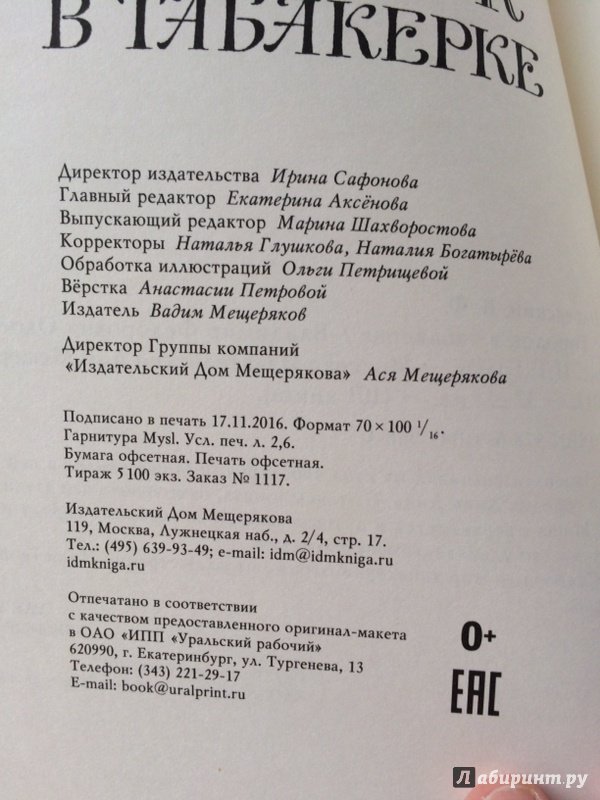 В ТАБАКЕРКЕ
Директор издательства Ирина Сафонова
Главный редактор Екатерина Аксёнова
Выпускающий редактор Марина Шахворостова
Корректоры Наталья Глушкова, Наталия Богатырёва
Обработка иллюстраций Ольги Петрищевой
Вёрстка Анастасии Петровой
Издатель Вадим Мещеряков
Директор Группы компаний
«Издательский Дом Мещерякова» Ася Мещерякова
Подписано в печать 17.11.2016. Формат 70 × 100 1/16.
Гарнитура Mysl. Усл. печ. л. 2,6.
Бумага офсетная. Печать офсетная.
Тираж 5 100 экз. Заказ № 1117.
Издательский Дом Мещерякова
119, Москва, Лужнецкая наб., д. 2/4, стр. 17.
Тел.: (495) 639-93-49; e-mail: idm@idmkniga.ru
idmkniga.ru
Отпечатано в соответствии
с качеством предоставленного оригинал-макета
в ОАО «ИПП «Уральский рабочий»
620990, г. Екатеринбург, ул. Тургенева, 13
Телефон: (343) 221-29-17
E-mail: book@uralprint.ru
0+
EAC
Лабиринт.ру